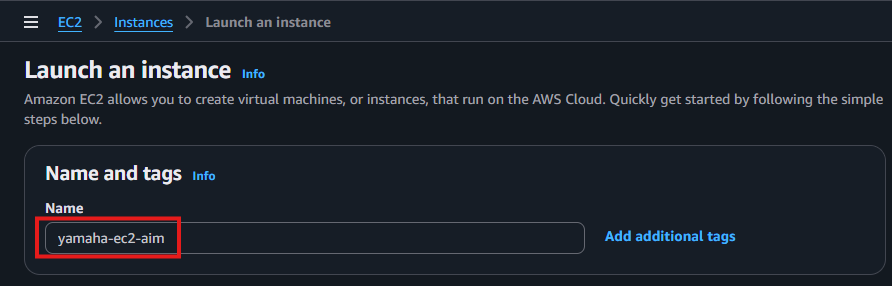 EC2 > Instances > Launch an instance
Launch an instance Info
Amazon EC2 allows you to create virtual machines, or instances, that run on the AWS Cloud. Quickly get started by following the simple
steps below.
Name and tags Info
Name
yamaha-ec2-aim Add additional tags